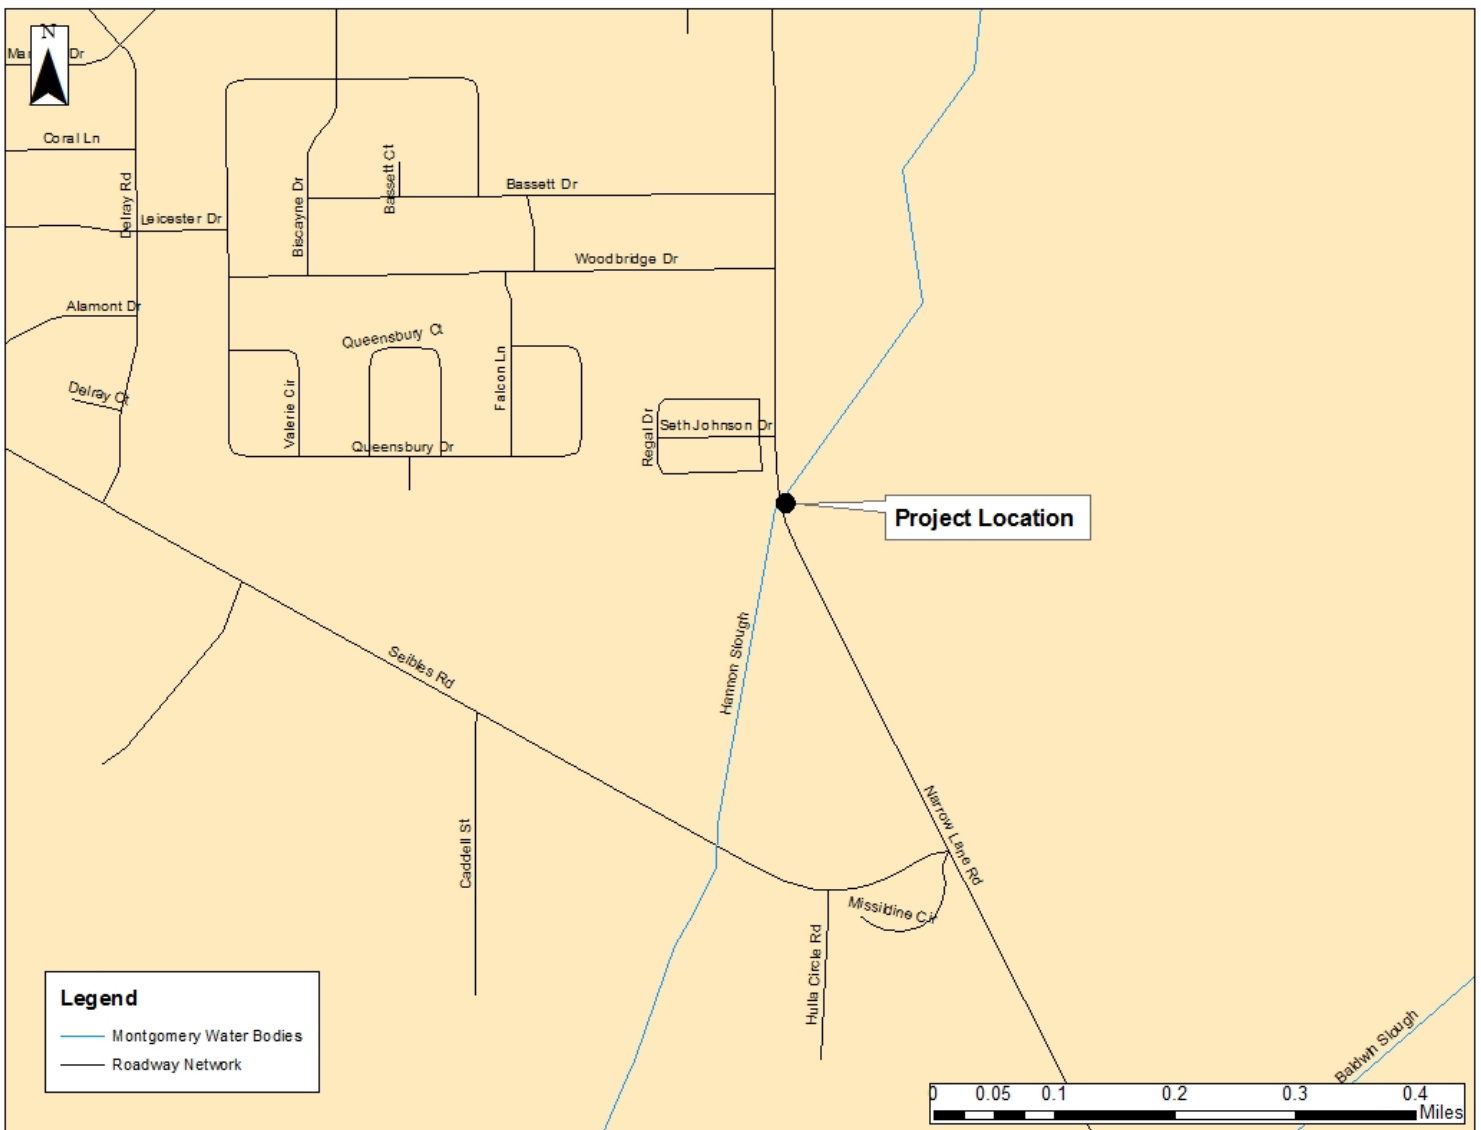 N
Dr
Coral Ln
Delray Rd
Leicester Dr
Biscayne Dr
Bassett Ct
Bassett Dr
Woodbridge Dr
Alamont Dr
Queensbury Ct
Delray Ct
Valerie Cir
Falcon Ln
Queensbury Dr
Regal Dr
Seth Johnson Dr
Project Location
Hannon Slough
Seibles Rd
Caddell St
Narrow Lane Rd
Missildine Cir
Hulla Circle Rd
Baldwin Slough
Legend
Montgomery Water Bodies
Roadway Network
0 0.05 0.1 0.2 0.3 0.4
Miles